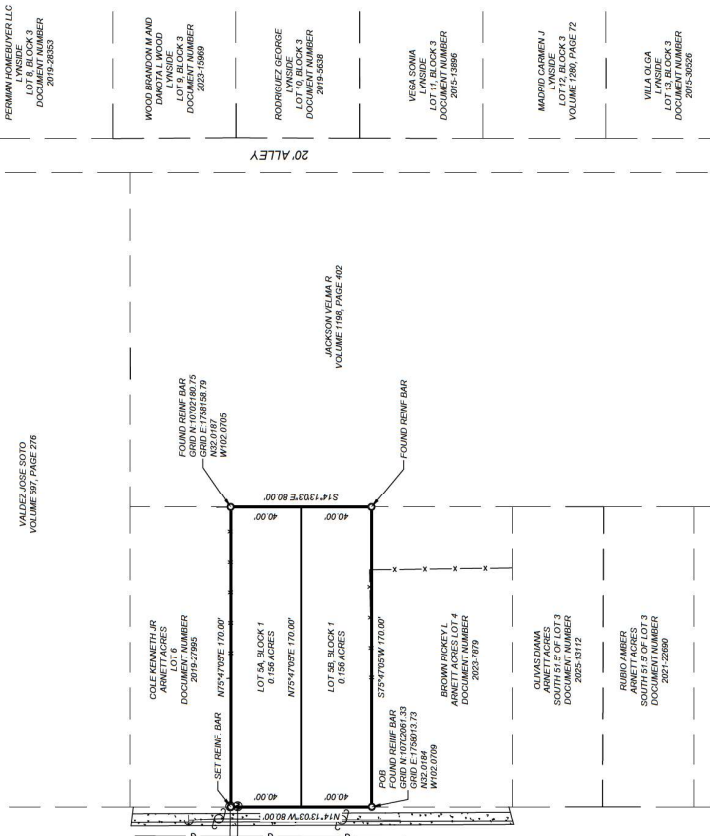 PERMIAN HOMEBUYER LLC
LYNSIDE
LOT 8, BLOCK 3
DOCUMENT NUMBER
2019-28353
WOOD BRANDON M AND
DAKOTA L WOOD
LYNSIDE
LOT 9, BLOCK 3
DOCUMENT NUMBER
2023-15969
RODRIGUEZ GEORGE
LYNSIDE
LOT 10, BLOCK 3
DOCUMENT NUMBER
2019-5638
VEGA SONIA
LYNSIDE
LOT 11, BLOCK 3
DOCUMENT NUMBER
2015-13896
MADRID CARMEN J
LYNSIDE
LOT 12, BLOCK 3
VOLUME 1280, PAGE 72
VILLA OLGA
LYNSIDE
LOT 13, BLOCK 3
DOCUMENT NUMBER
2015-30526
20' ALLEY
JACKSON VELMA R
VOLUME 1198, PAGE 402
VALDEZ JOSE SOTO
VOLUME 597, PAGE 276
FOUND REINF BAR
GRID N:10702180.75
GRID E:1758158.79
N32.0187
W102.0705
FOUND REINF BAR
S14°13'03"E 80.00'
40.00'
40.00'
COLE KENNETH JR
ARNETT ACRES
LOT 6
DOCUMENT NUMBER
2019-27995
N75°47'05"E 170.00'
LOT 5A, BLOCK 1
0.156 ACRES
N75°47'05"E 170.00'
LOT 5B, BLOCK 1
0.156 ACRES
S75°47'05"W 170.00'
BROWN RICKEY L
ARNETT ACRES LOT 4
DOCUMENT NUMBER
2023-7679
OLIVAS DIANA
ARNETT ACRES
SOUTH 51.5' OF LOT 3
DOCUMENT NUMBER
2025-13112
RUBIO AMBER
ARNETT ACRES
SOUTH 51.5' OF LOT 3
DOCUMENT NUMBER
2021-22690
SET REINF. BAR
40.00'
40.00'
POB
FOUND REINF BAR
GRID N:10702061.33
GRID E:1758013.73
N32.0184
W102.0709
N14°13'03"W 80.00'